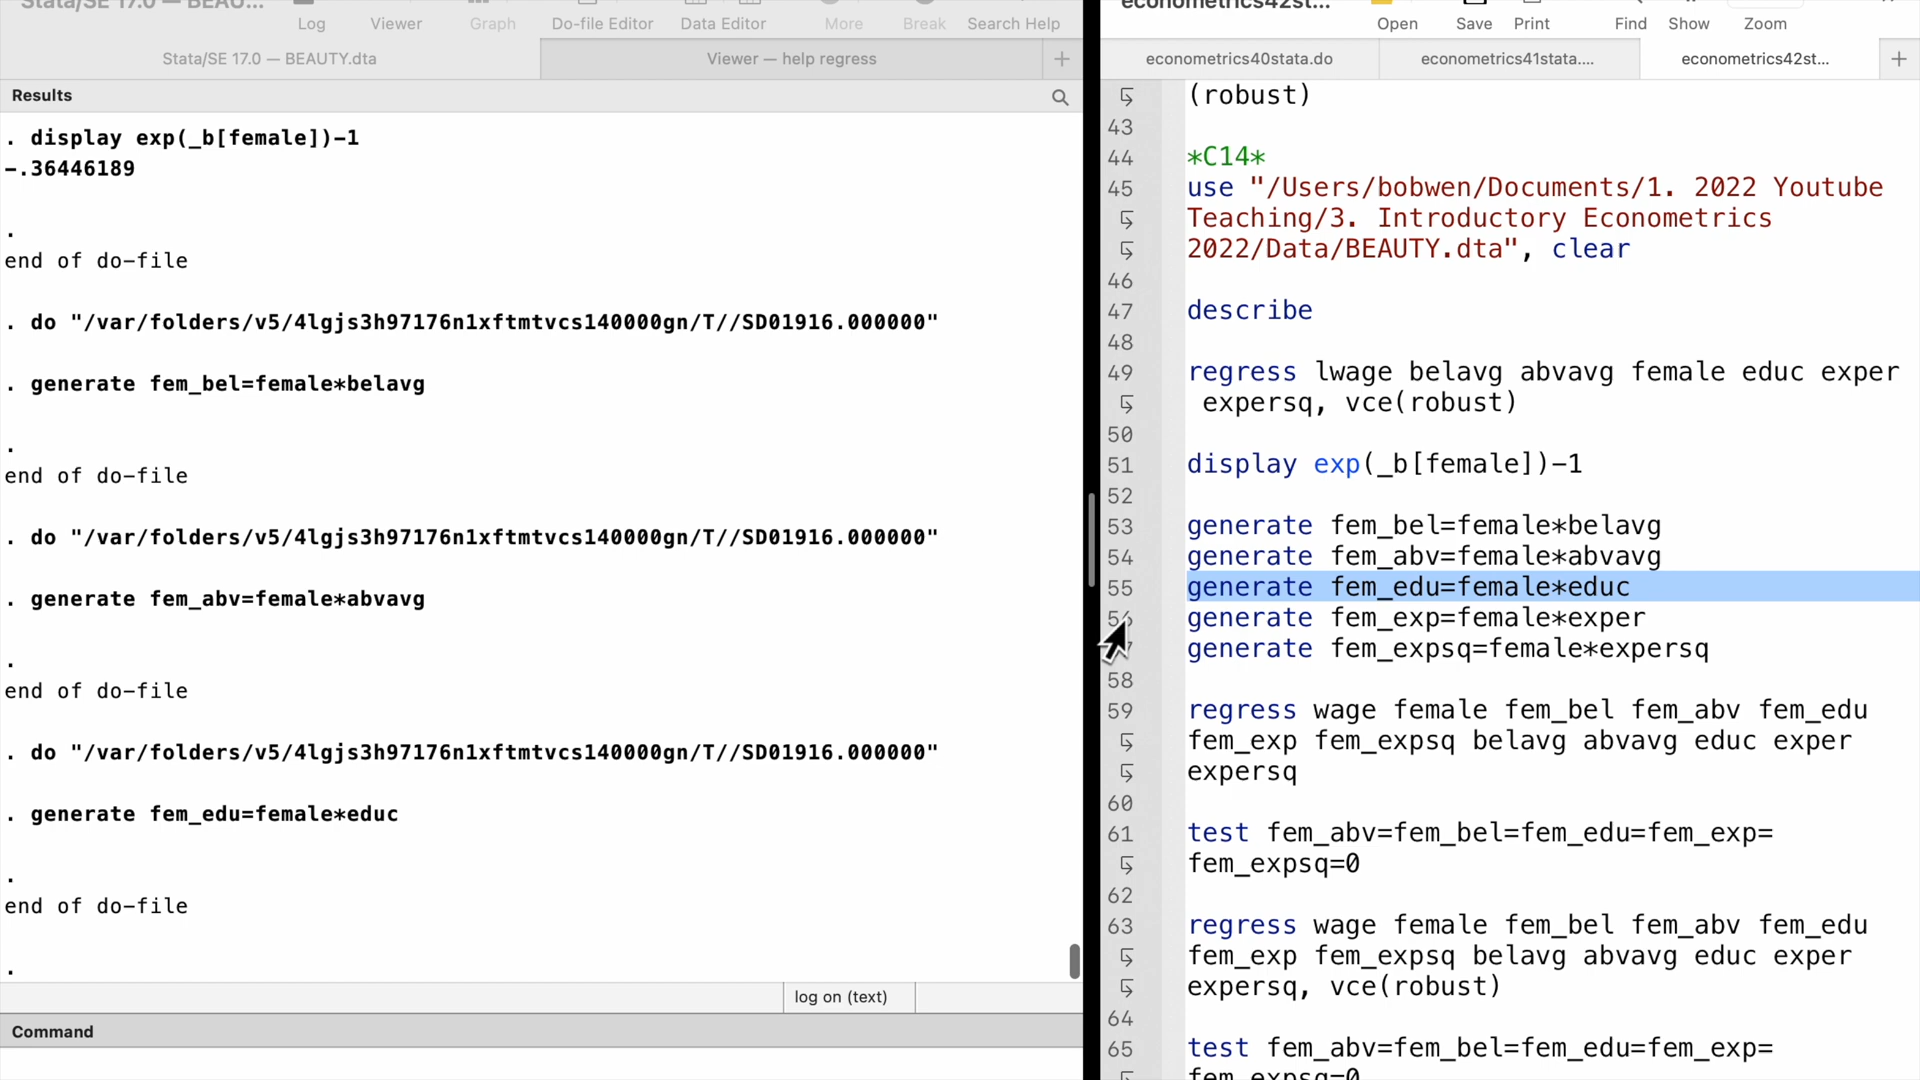 Stata/SE 17.0 — BEAU...
Log Viewer Graph Do-file Editor Data Editor More Break Search Help
Stata/SE 17.0 — BEAUTY.dta
Viewer — help regress
Results
. display exp(_b[female])-1
-.36446189
.
end of do-file
. do "/var/folders/v5/4lgjs3h97176n1xftmtvcs140000gn/T//SD01916.000000"
. generate fem_bel=female*belavg
.
end of do-file
. do "/var/folders/v5/4lgjs3h97176n1xftmtvcs140000gn/T//SD01916.000000"
. generate fem_abv=female*abvavg
.
end of do-file
. do "/var/folders/v5/4lgjs3h97176n1xftmtvcs140000gn/T//SD01916.000000"
. generate fem_edu=female*educ
.
end of do-file
.
log on (text)
Command
econometrics42st...
Open Save Print Find Show Zoom
econometrics40stata.do
econometrics41stata....
econometrics42st...
(robust)
43
44 *C14*
45 use "/Users/bobwen/Documents/1. 2022 Youtube
Teaching/3. Introductory Econometrics
2022/Data/BEAUTY.dta", clear
46
47 describe
48
49 regress lwage belavg abvavg female educ exper
expersq, vce(robust)
50
51 display exp(_b[female])-1
52
53 generate fem_bel=female*belavg
54 generate fem_abv=female*abvavg
55 generate fem_edu=female*educ
56 generate fem_exp=female*exper
generate fem_expsq=female*expersq
58
59 regress wage female fem_bel fem_abv fem_edu
fem_exp fem_expsq belavg abvavg educ exper
expersq
60
61 test fem_abv=fem_bel=fem_edu=fem_exp=
fem_expsq=0
62
63 regress wage female fem_bel fem_abv fem_edu
fem_exp fem_expsq belavg abvavg educ exper
expersq, vce(robust)
64
65 test fem_abv=fem_bel=fem_edu=fem_exp=
fem_expsq=0